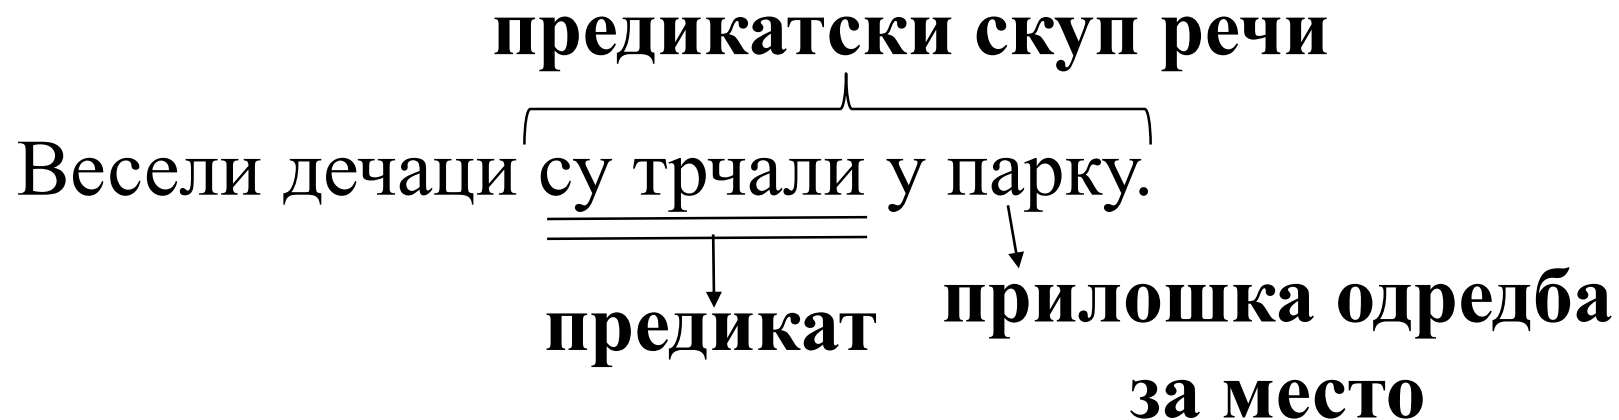 предикатски скуп речи
Весели дечаци су трчали у парку.
предикат
прилошка одредба
за место